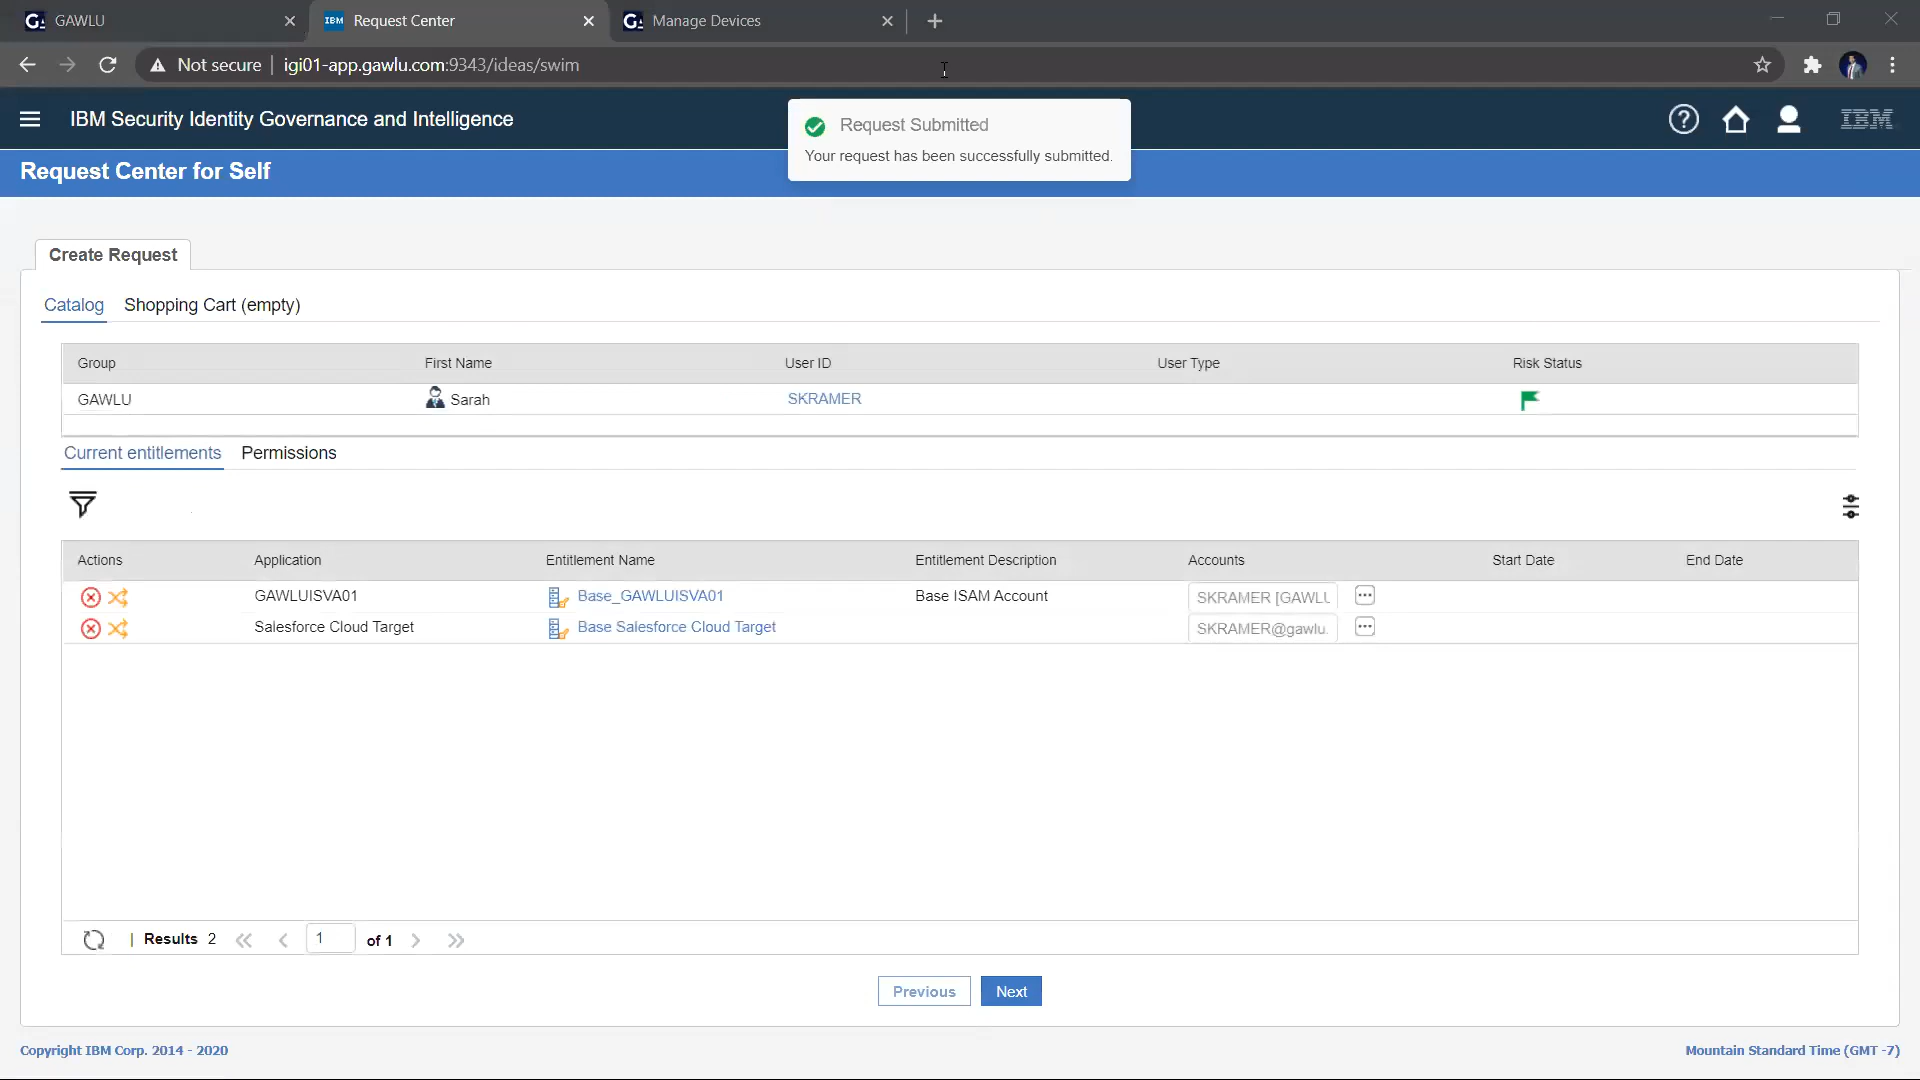 GAWLU
IBM Request Center
Manage Devices
Not secure | igi01-app.gawlu.com:9343/ideas/swim
IBM Security Identity Governance and Intelligence
IBM
Request Submitted
Your request has been successfully submitted.
Request Center for Self
Create Request
Catalog Shopping Cart (empty)
Group First Name User ID User Type Risk Status
GAWLU Sarah SKRAMER
Current entitlements Permissions
Actions Application Entitlement Name Entitlement Description Accounts Start Date End Date
GAWLUISVA01 Base_GAWLUISVA01 Base ISAM Account SKRAMER [GAWLU
Salesforce Cloud Target Base Salesforce Cloud Target SKRAMER@gawlu.
| Results 2 1 of 1
Previous Next
Copyright IBM Corp. 2014 - 2020 Mountain Standard Time (GMT -7)